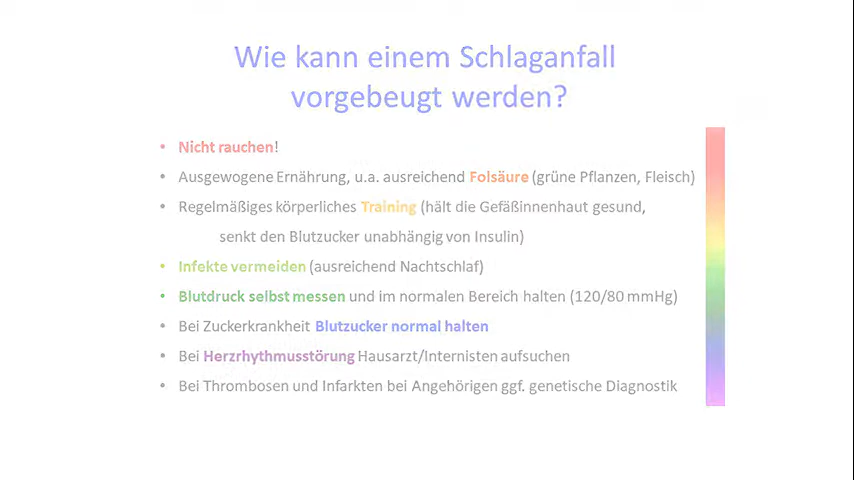 Wie kann einem Schlaganfall
vorgebeugt werden?
• Nicht rauchen!
• Ausgewogene Ernährung, u.a. ausreichend Folsäure (grüne Pflanzen, Fleisch)
• Regelmäßiges körperliches Training (hält die Gefäßinnenhaut gesund,
senkt den Blutzucker unabhängig von Insulin)
• Infekte vermeiden (ausreichend Nachtschlaf)
• Blutdruck selbst messen und im normalen Bereich halten (120/80 mmHg)
• Bei Zuckerkrankheit Blutzucker normal halten
• Bei Herzrhythmusstörung Hausarzt/Internisten aufsuchen
• Bei Thrombosen und Infarkten bei Angehörigen ggf. genetische Diagnostik